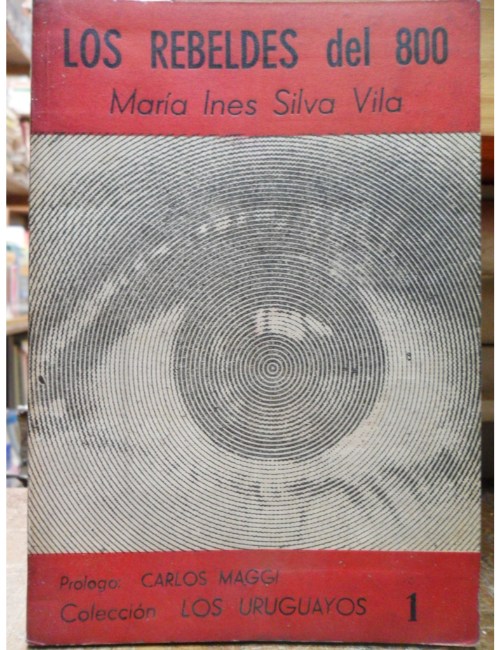 LOS REBELDES del 800
María Ines Silva Vila
Prologo: CARLOS MAGGI
Colección LOS URUGUAYOS 1